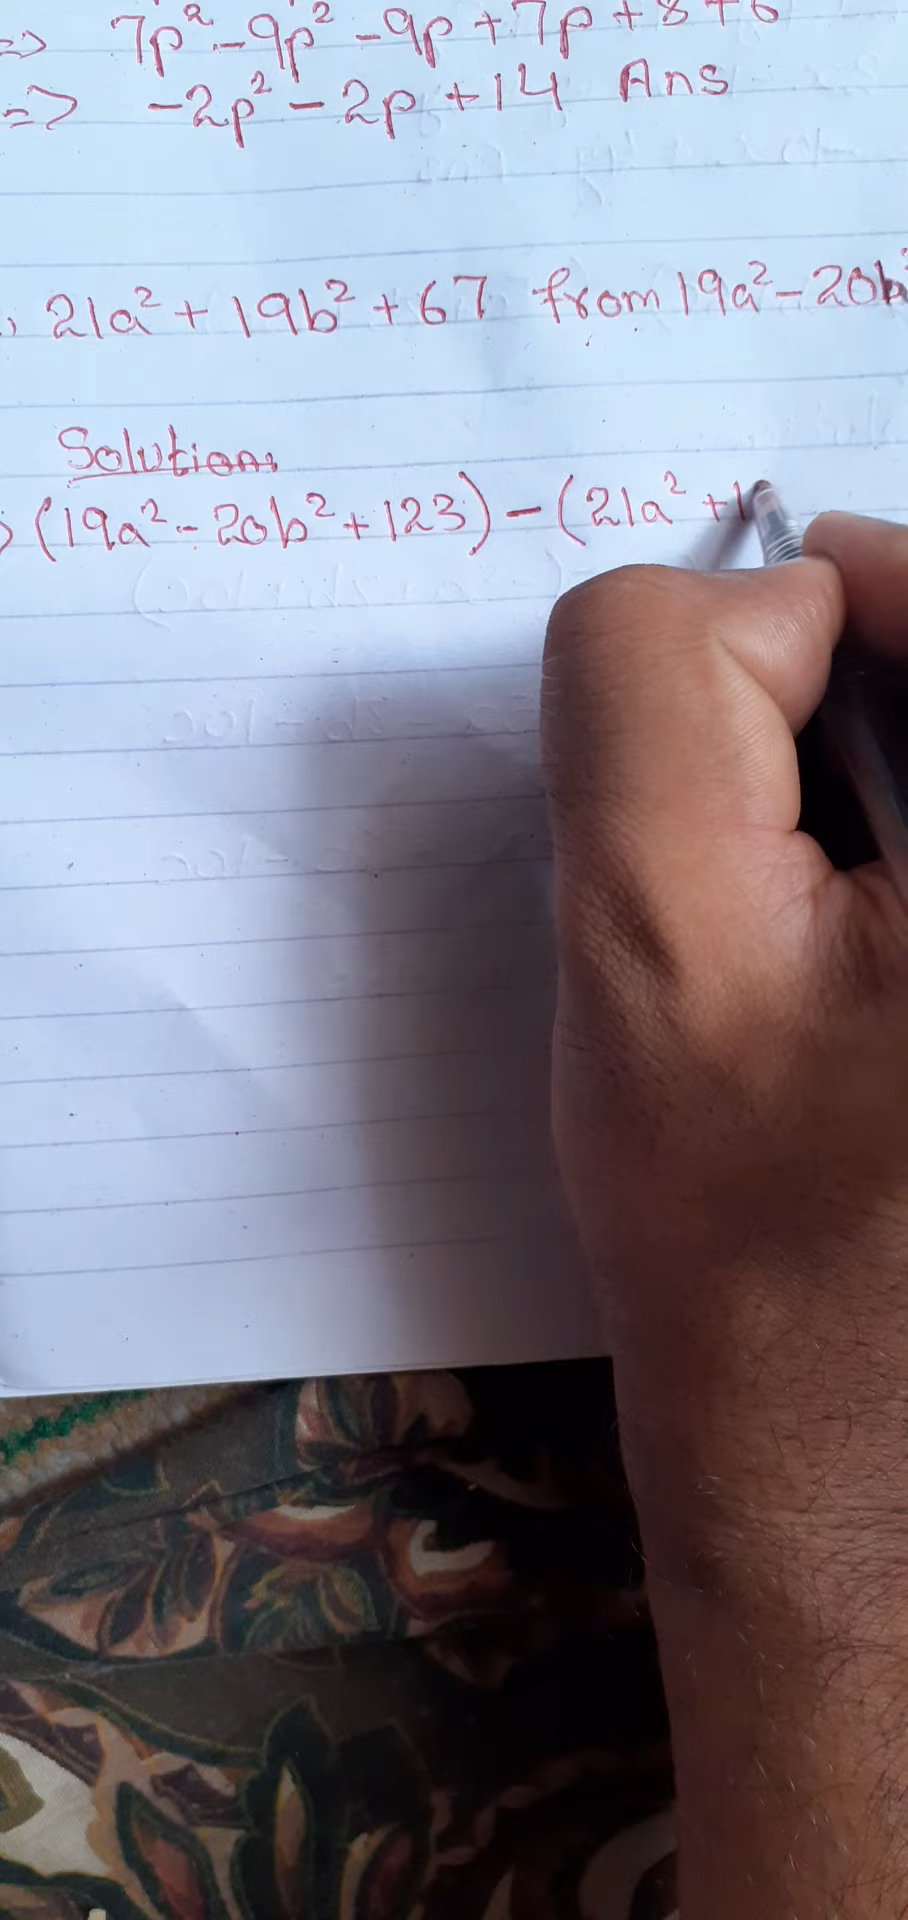 => 7p² - 9p² - 9p + 7p + 8 + 6
=> -2p² - 2p + 14 Ans
21a² + 19b² + 67 from 19a² - 20b²
Solution:
(19a² - 20b² + 123) - (21a² + 1